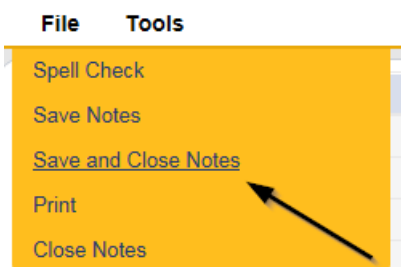 File Tools
Spell Check
Save Notes
Save and Close Notes
Print
Close Notes